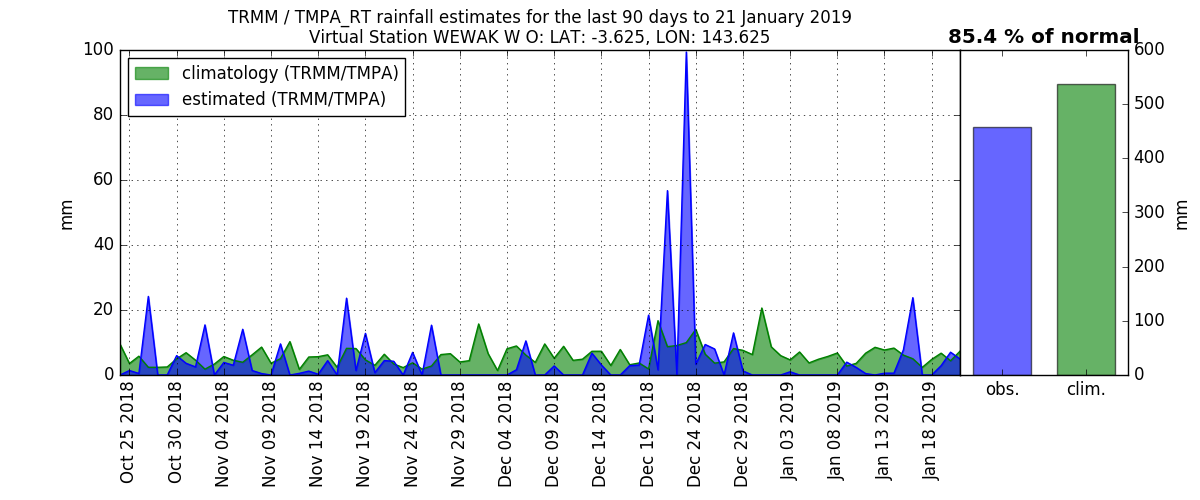 TRMM / TMPA_RT rainfall estimates for the last 90 days to 21 January 2019
Virtual Station WEWAK W O: LAT: -3.625, LON: 143.625
85.4 % of normal
climatology (TRMM/TMPA)
estimated (TRMM/TMPA)
mm
100
80
60
40
20
0
Oct 25 2018
Oct 30 2018
Nov 04 2018
Nov 09 2018
Nov 14 2018
Nov 19 2018
Nov 24 2018
Nov 29 2018
Dec 04 2018
Dec 09 2018
Dec 14 2018
Dec 19 2018
Dec 24 2018
Dec 29 2018
Jan 03 2019
Jan 08 2019
Jan 13 2019
Jan 18 2019
600
500
400
300
200
100
0
mm
obs.
clim.